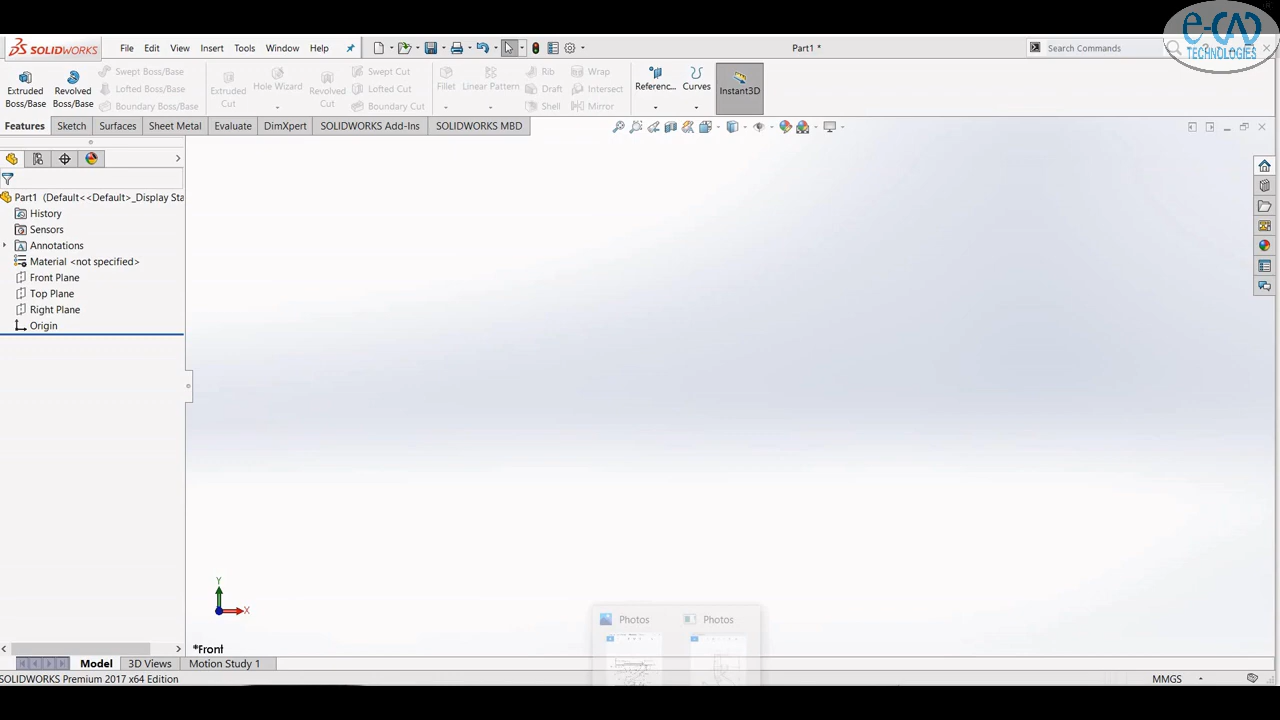 e-CAD
TECHNOLOGIES
SOLIDWORKS File Edit View Insert Tools Window Help Part1 * Search Commands
Extruded Boss/Base
Revolved Boss/Base
Swept Boss/Base
Lofted Boss/Base
Boundary Boss/Base
Extruded Cut
Hole Wizard
Revolved Cut
Swept Cut
Lofted Cut
Boundary Cut
Fillet
Linear Pattern
Rib
Draft
Shell
Wrap
Intersect
Mirror
Referenc...
Curves
Instant3D
Features Sketch Surfaces Sheet Metal Evaluate DimXpert SOLIDWORKS Add-Ins SOLIDWORKS MBD
Part1 (Default<<Default>_Display Sta
History
Sensors
Annotations
Material <not specified>
Front Plane
Top Plane
Right Plane
Origin
Y
X
*Front
Photos Photos
Model 3D Views Motion Study 1
SOLIDWORKS Premium 2017 x64 Edition MMGS